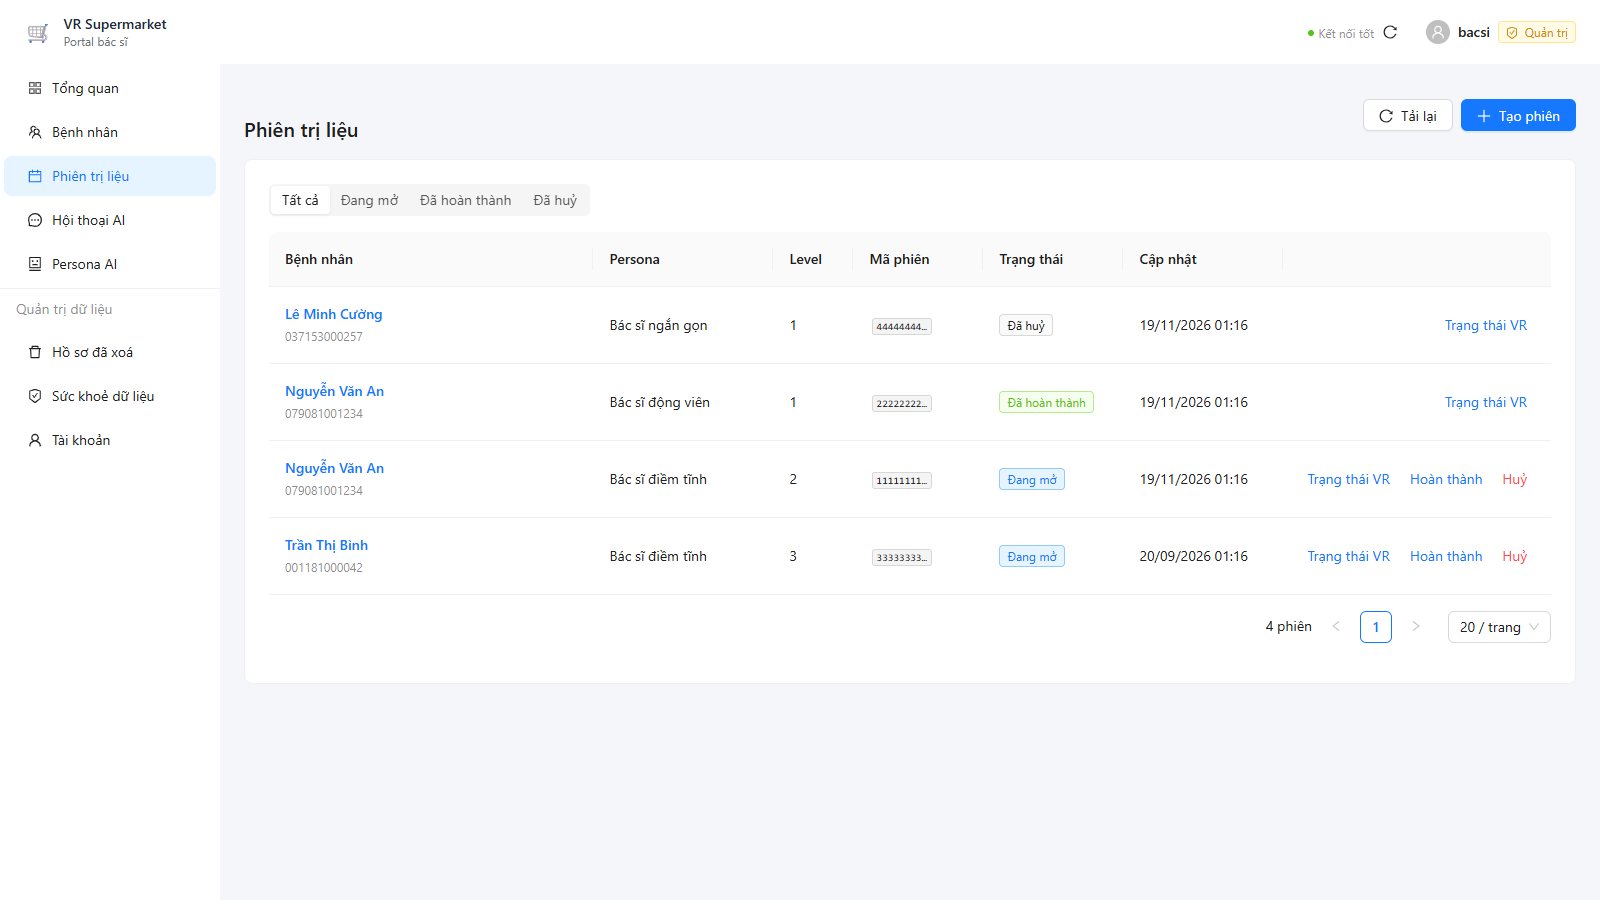 VR Supermarket
Portal bác sĩ
Kết nối tốt
bacsi
Quản trị
Tổng quan
Bệnh nhân
Phiên trị liệu
Hội thoại AI
Persona AI
Quản trị dữ liệu
Hồ sơ đã xoá
Sức khoẻ dữ liệu
Tài khoản
Phiên trị liệu
Tải lại
Tạo phiên
Tất cả Đang mở Đã hoàn thành Đã huỷ
Bệnh nhân Persona Level Mã phiên Trạng thái Cập nhật
Lê Minh Cường
037153000257
Bác sĩ ngắn gọn 1 44444444… Đã huỷ 19/11/2026 01:16 Trạng thái VR
Nguyễn Văn An
079081001234
Bác sĩ động viên 1 22222222… Đã hoàn thành 19/11/2026 01:16 Trạng thái VR
Nguyễn Văn An
079081001234
Bác sĩ điềm tĩnh 2 11111111… Đang mở 19/11/2026 01:16 Trạng thái VR Hoàn thành Huỷ
Trần Thị Bình
001181000042
Bác sĩ điềm tĩnh 3 33333333… Đang mở 20/09/2026 01:16 Trạng thái VR Hoàn thành Huỷ
4 phiên 1 20 / trang